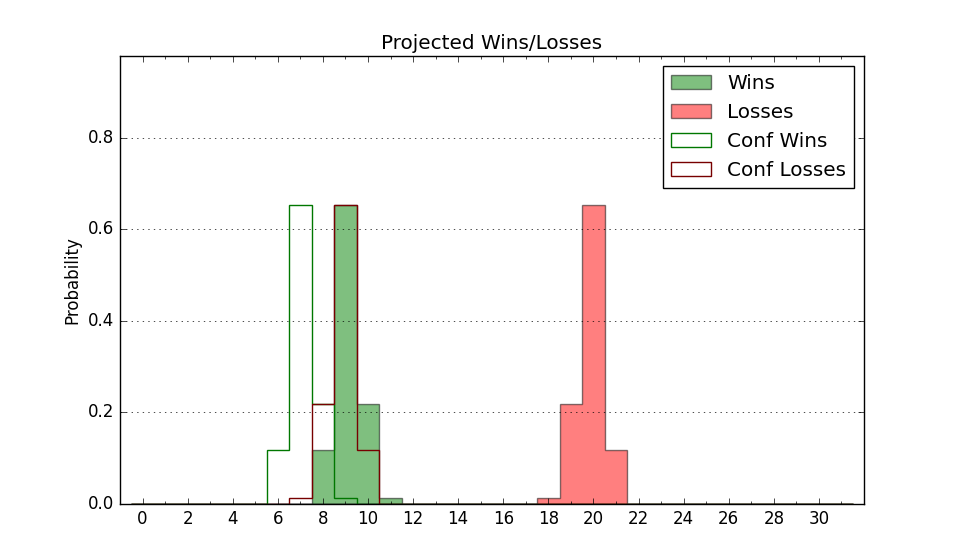 Projected Wins/Losses
Wins
Losses
Conf Wins
Conf Losses
Probability
0.8
0.6
0.4
0.2
0.0
0 2 4 6 8 10 12 14 16 18 20 22 24 26 28 30